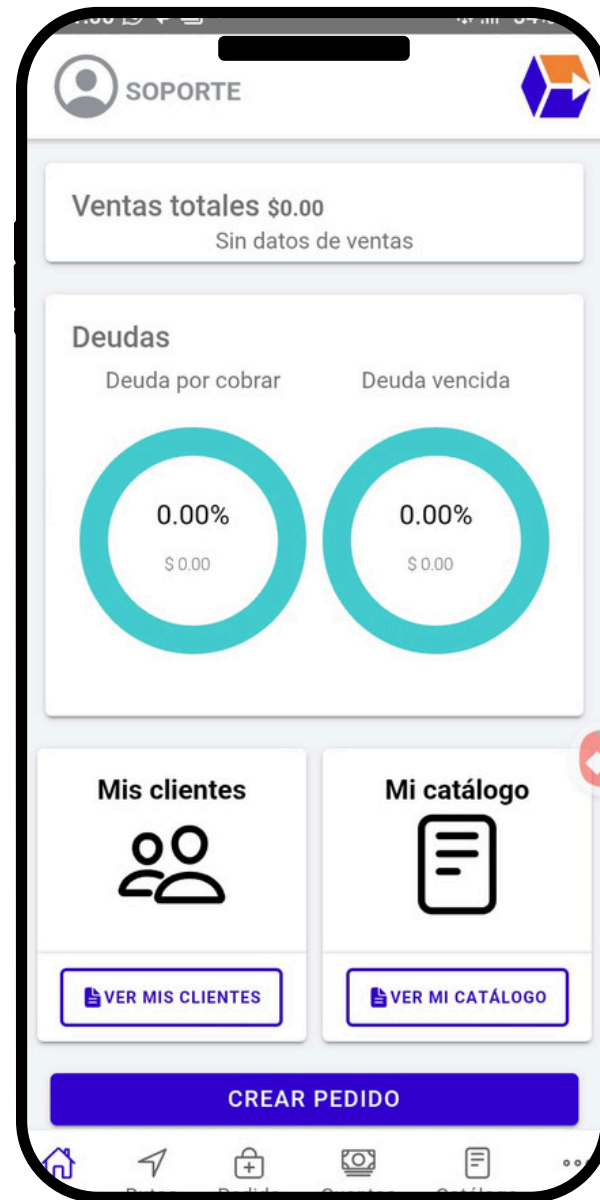 SOPORTE
Ventas totales $0.00
Sin datos de ventas
Deudas
Deuda por cobrar
Deuda vencida
0.00%
0.00%
$ 0.00
$ 0.00
Mis clientes
Mi catálogo
VER MIS CLIENTES
VER MI CATÁLOGO
CREAR PEDIDO